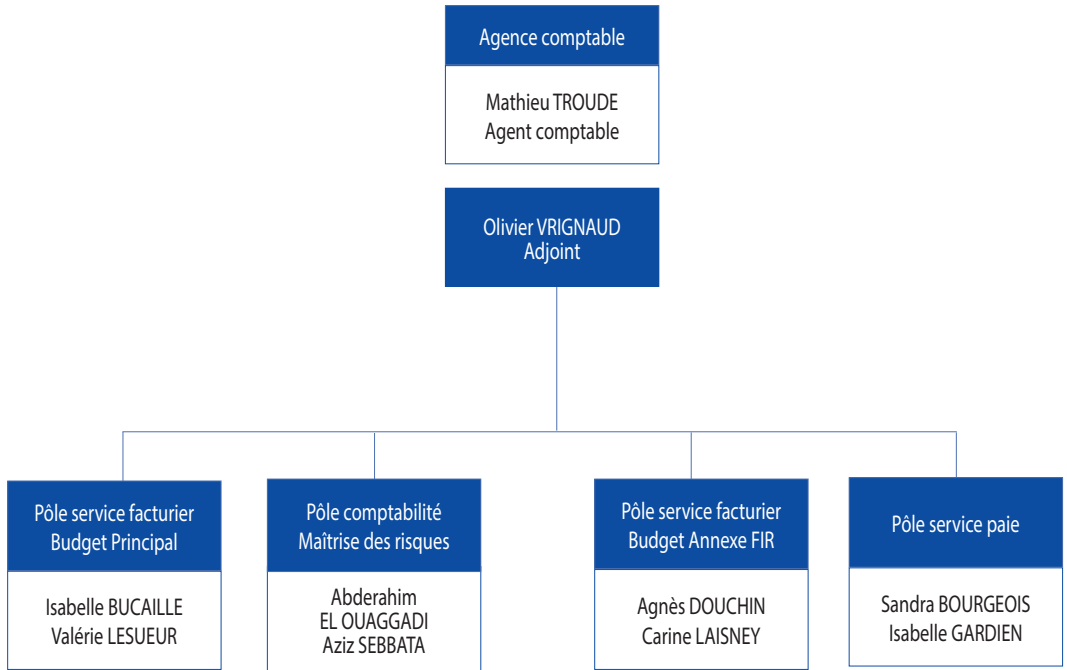 Agence comptable
Mathieu TROUDE
Agent comptable
Olivier VRIGNAUD
Adjoint
Pôle service facturier
Budget Principal
Isabelle BUCAILLE
Valérie LESUEUR
Pôle comptabilité
Maîtrise des risques
Abderahim
EL OUAGGADI
Aziz SEBBATA
Pôle service facturier
Budget Annexe FIR
Agnès DOUCHIN
Carine LAISNEY
Pôle service paie
Sandra BOURGEOIS
Isabelle GARDIEN